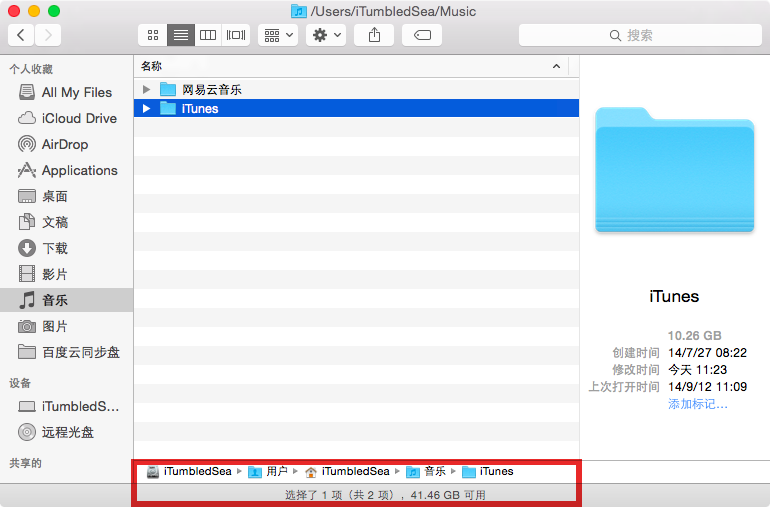 /Users/iTumbledSea/Music
搜索
个人收藏
All My Files
iCloud Drive
AirDrop
Applications
桌面
文稿
下载
影片
音乐
图片
百度云同步盘
设备
iTumbledS...
远程光盘
共享的
名称
网易云音乐
iTunes
iTunes
10.26 GB
创建时间 14/7/27 08:22
修改时间 今天 11:23
上次打开时间 14/9/12 11:09
添加标记...
iTumbledSea ▸ 用户 ▸ iTumbledSea ▸ 音乐 ▸ iTunes
选择了 1 项（共 2 项），41.46 GB 可用